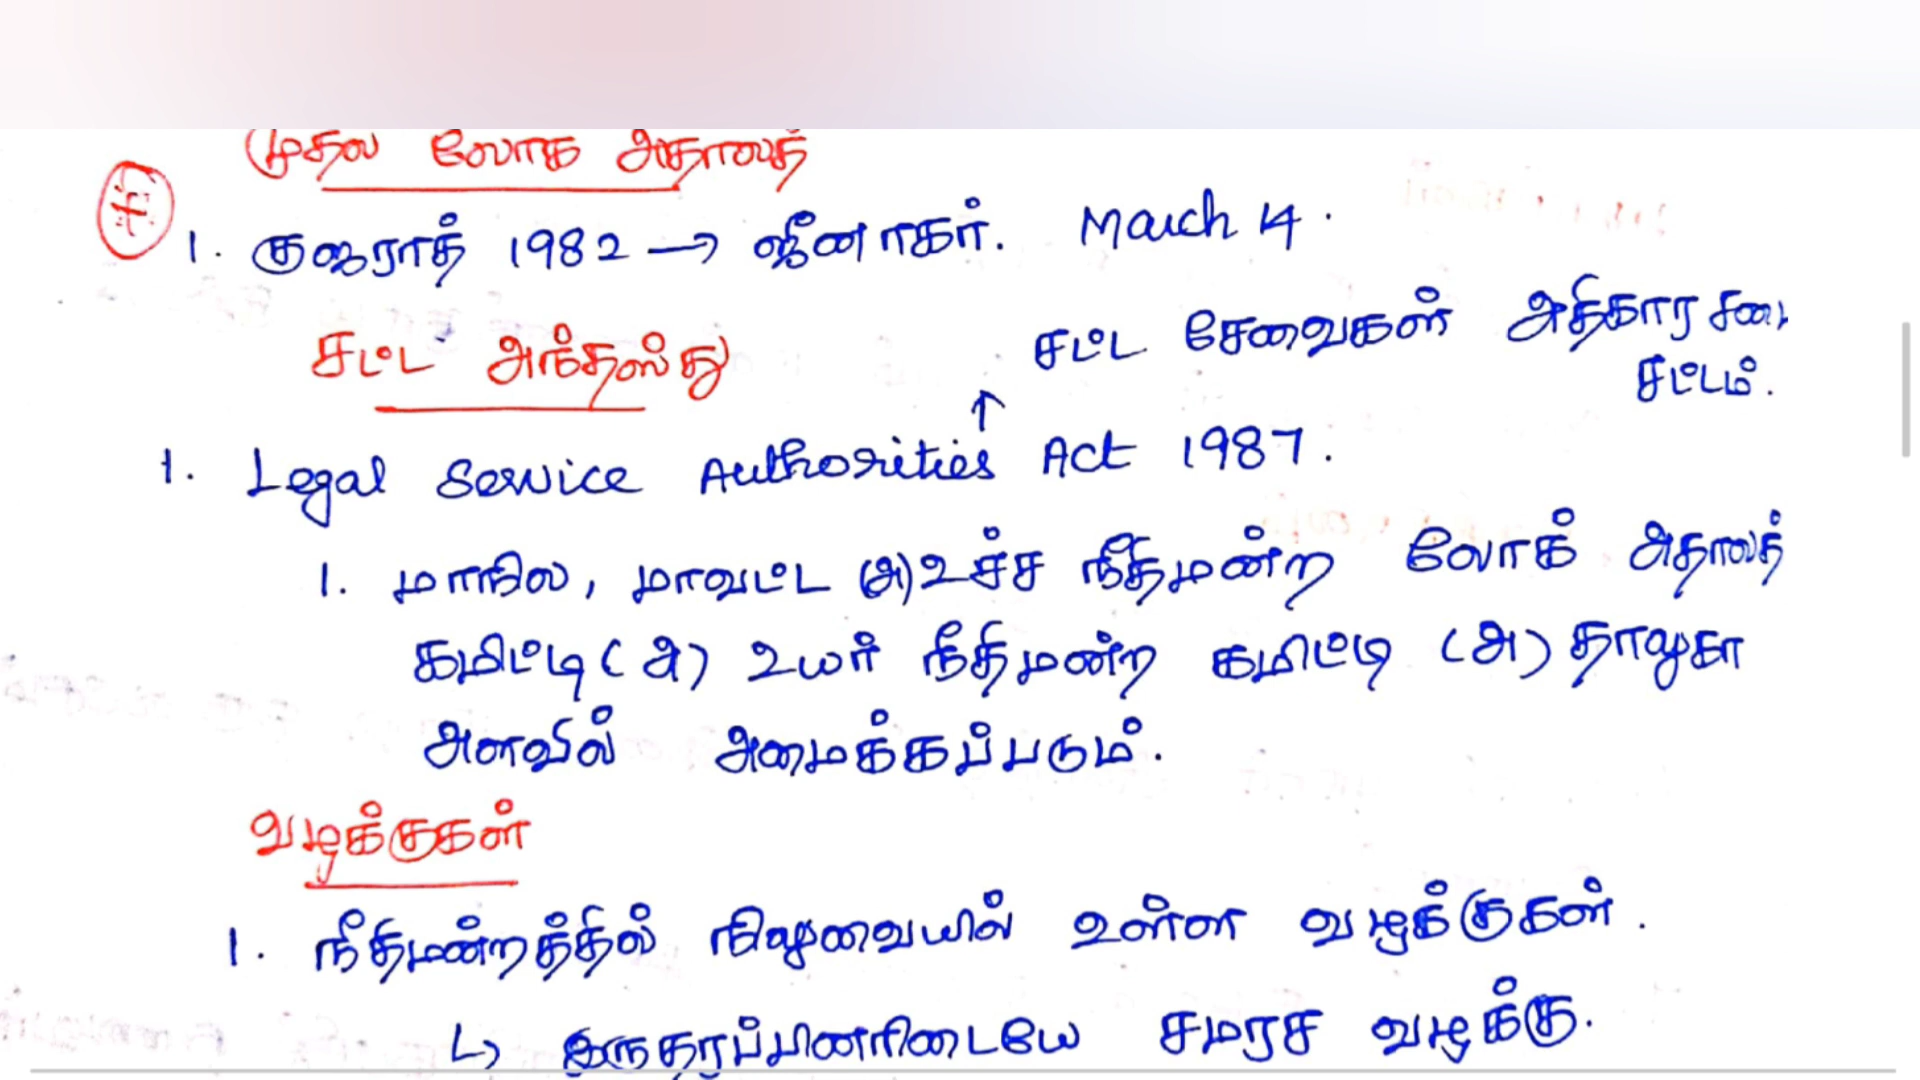 முதல் லோக் அதாலத்
1. குஜராத் 1982 → ஜீனாகர். March 14.
சட்ட அந்தஸ்து
சட்ட சேவைகள் அதிகார சபை
சட்டம்.
↑
1. Legal Service Authorities Act 1987.
1. மாநில, மாவட்ட (அ) உச்ச நீதிமன்ற லோக் அதாலத்
கமிட்டி (அ) உயர் நீதிமன்ற கமிட்டி (அ) தாலுகா
அளவில் அமைக்கப்படும்.
வழக்குகள்
1. நீதிமன்றத்தில் நிலுவையில் உள்ள வழக்குகள்.
↳ இருதரப்பினரிடையே சமரச வழக்கு.